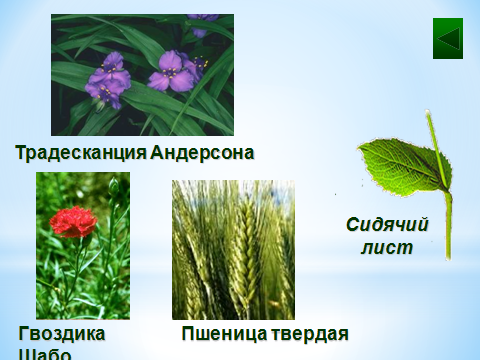 Традесканция Андерсона
Сидячий
лист
Гвоздика
Шабо
Пшеница твердая